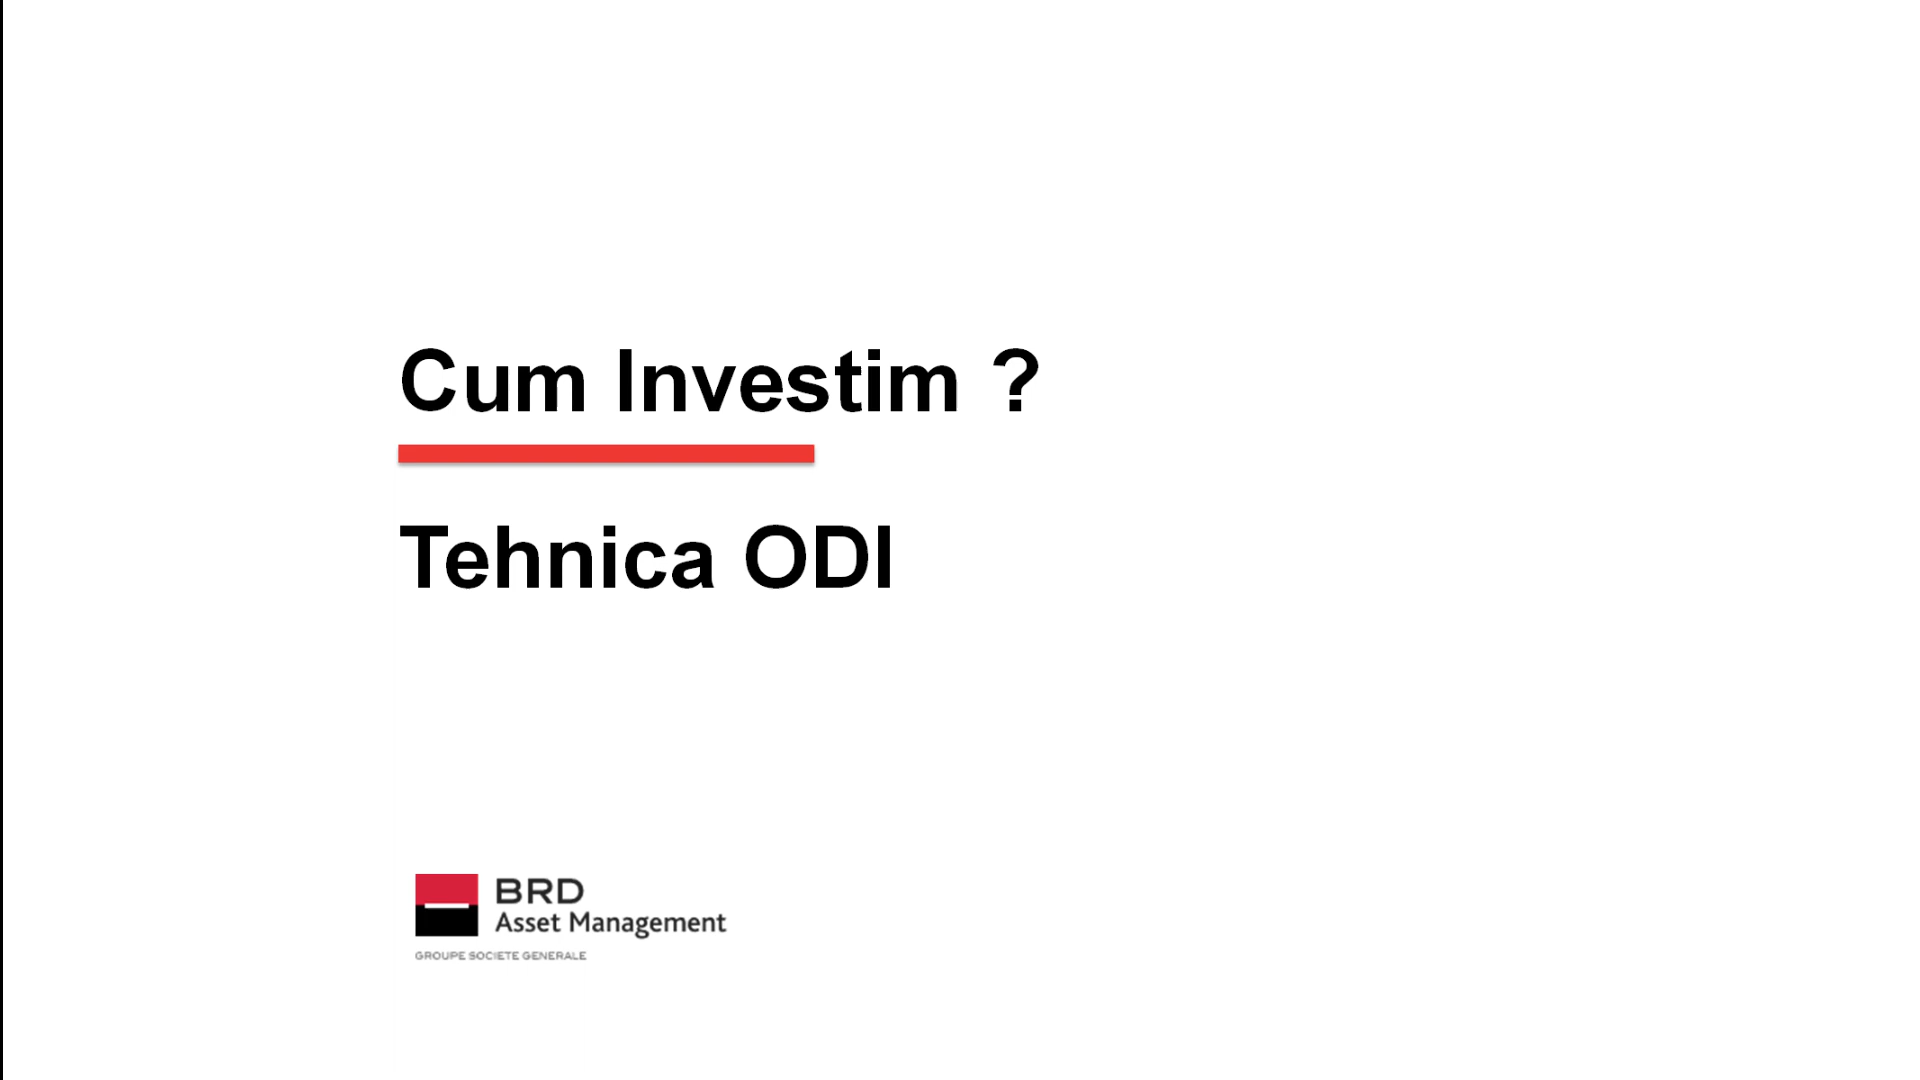 Cum Investim ?
Tehnica ODI
BRD
Asset Management
GROUPE SOCIETE GENERALE